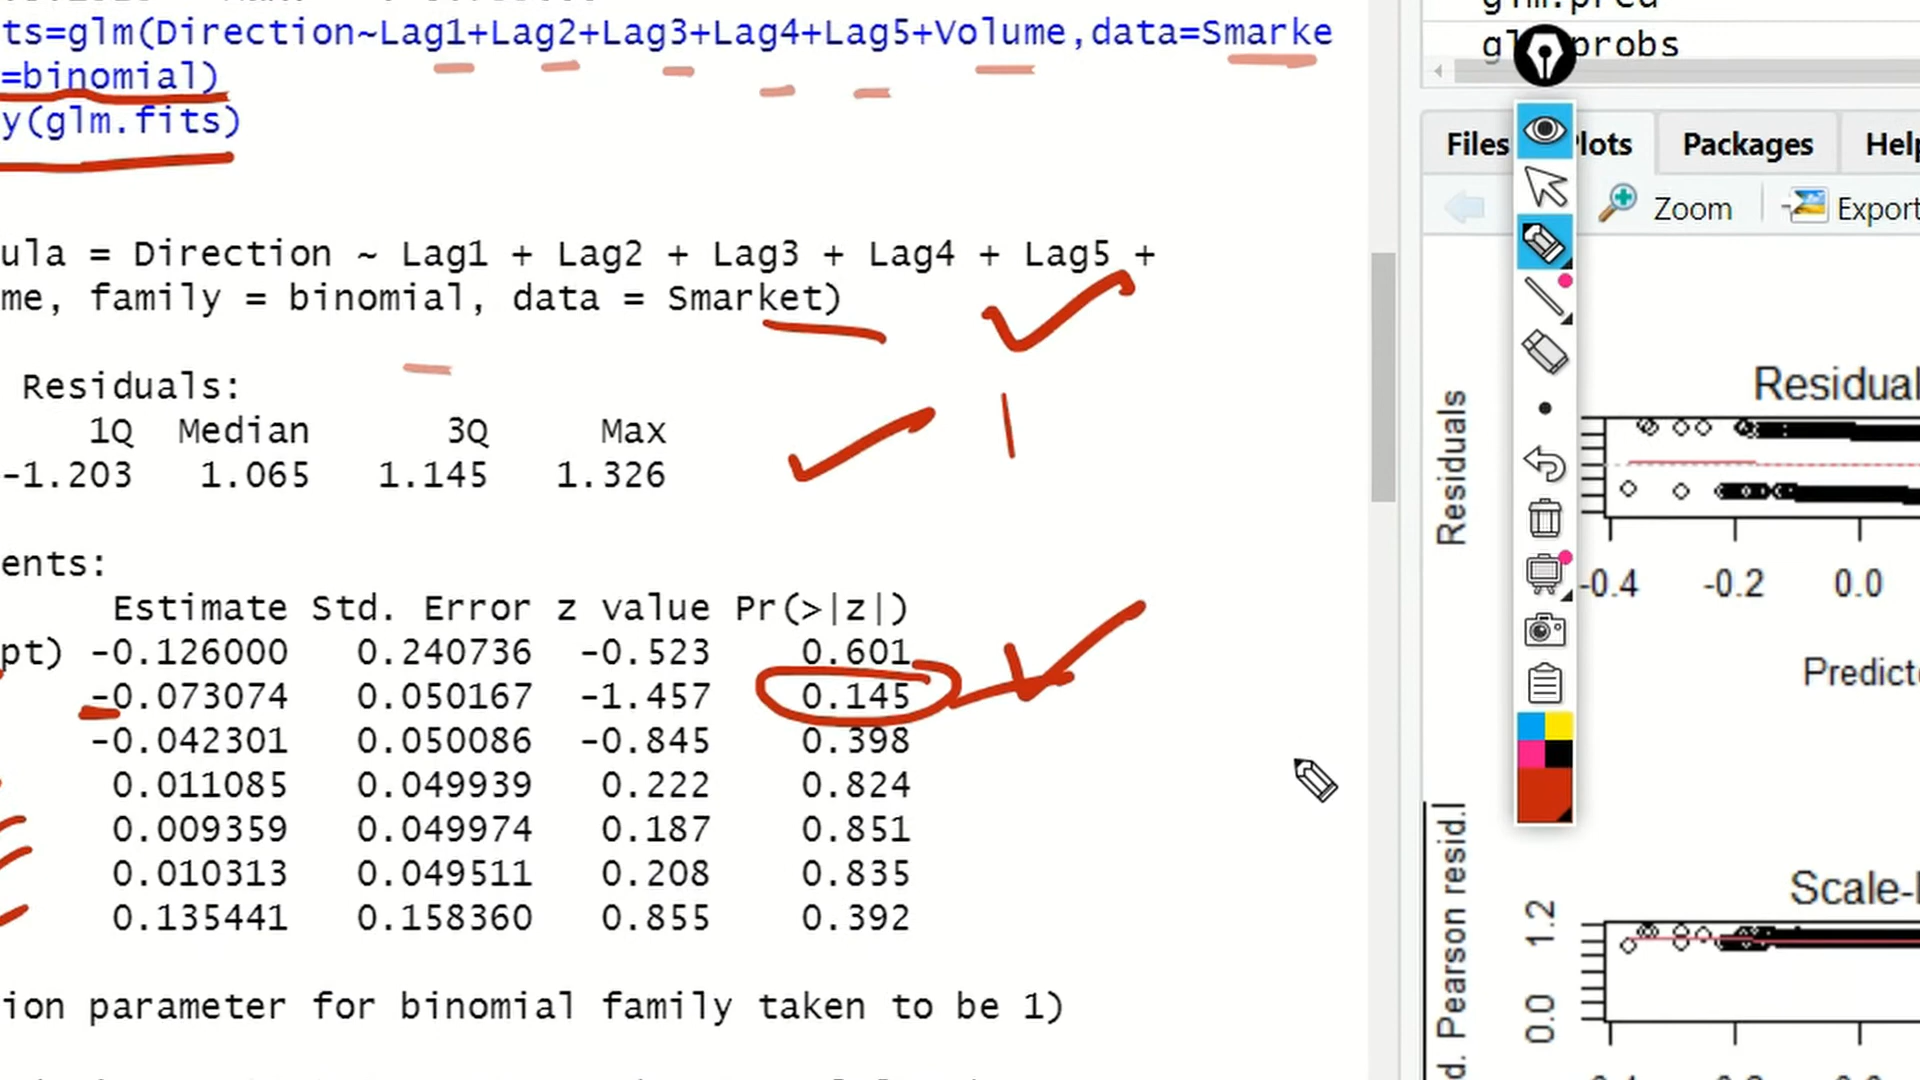 ts=glm(Direction~Lag1+Lag2+Lag3+Lag4+Lag5+Volume,data=Smarke
=binomial)
y(glm.fits)
ula = Direction ~ Lag1 + Lag2 + Lag3 + Lag4 + Lag5 +
me, family = binomial, data = Smarket)
Residuals:
1Q Median 3Q Max
-1.203 1.065 1.145 1.326
ents:
Estimate Std. Error z value Pr(>|z|)
pt) -0.126000 0.240736 -0.523 0.601
-0.073074 0.050167 -1.457 0.145
-0.042301 0.050086 -0.845 0.398
0.011085 0.049939 0.222 0.824
0.009359 0.049974 0.187 0.851
0.010313 0.049511 0.208 0.835
0.135441 0.158360 0.855 0.392
ion parameter for binomial family taken to be 1)
glm.pred
gl probs
Files lots Packages Help
Zoom Export
Residual
Residuals
-0.4 -0.2 0.0
Predicte
Scale-L
d. Pearson resid.
0.0 1.2